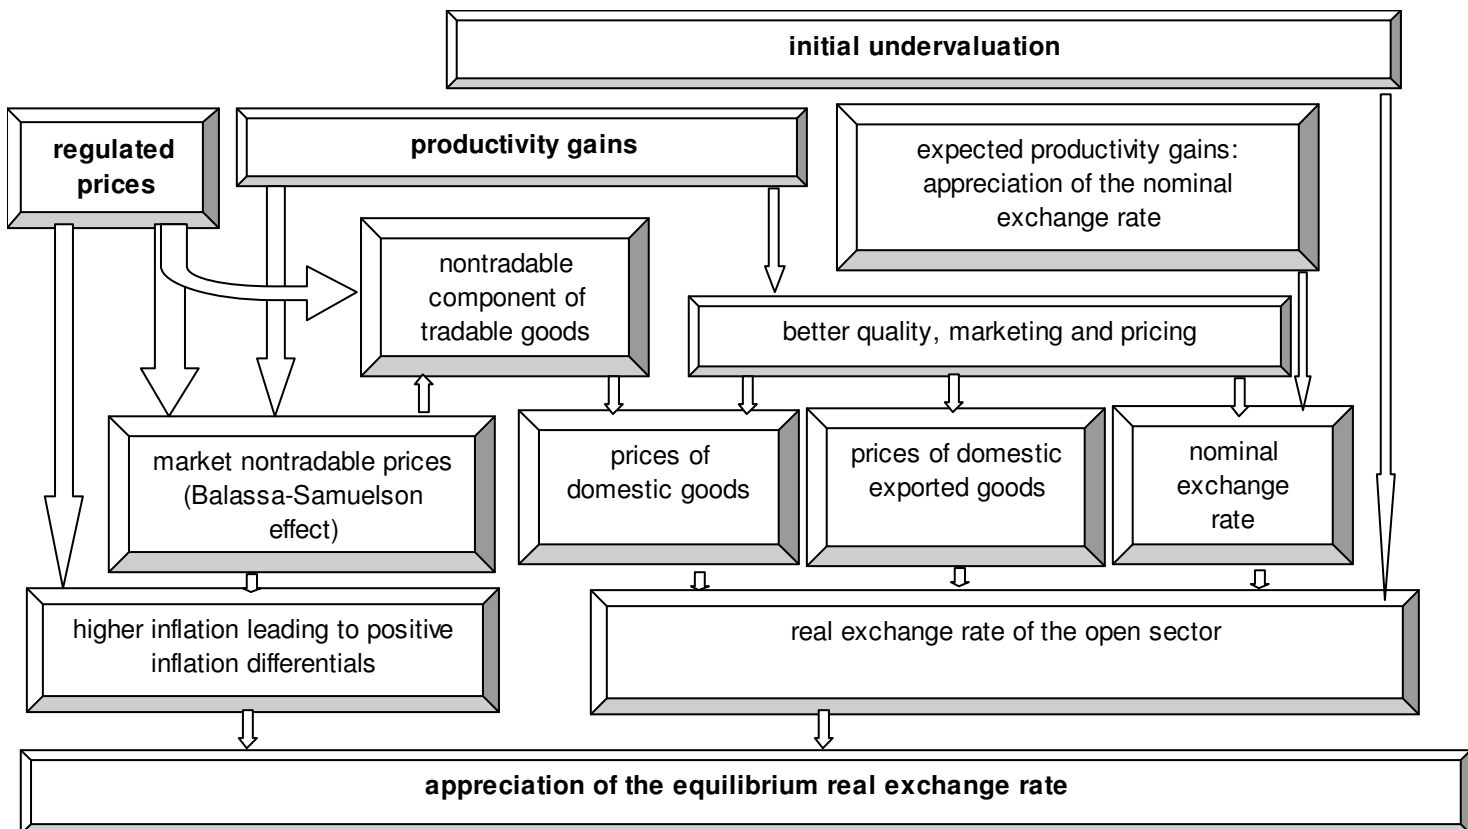 initial undervaluation
regulated
prices
productivity gains
expected productivity gains:
appreciation of the nominal
exchange rate
nontradable
component of
tradable goods
better quality, marketing and pricing
market nontradable prices
(Balassa-Samuelson
effect)
prices of
domestic goods
prices of domestic
exported goods
nominal
exchange
rate
higher inflation leading to positive
inflation differentials
real exchange rate of the open sector
appreciation of the equilibrium real exchange rate